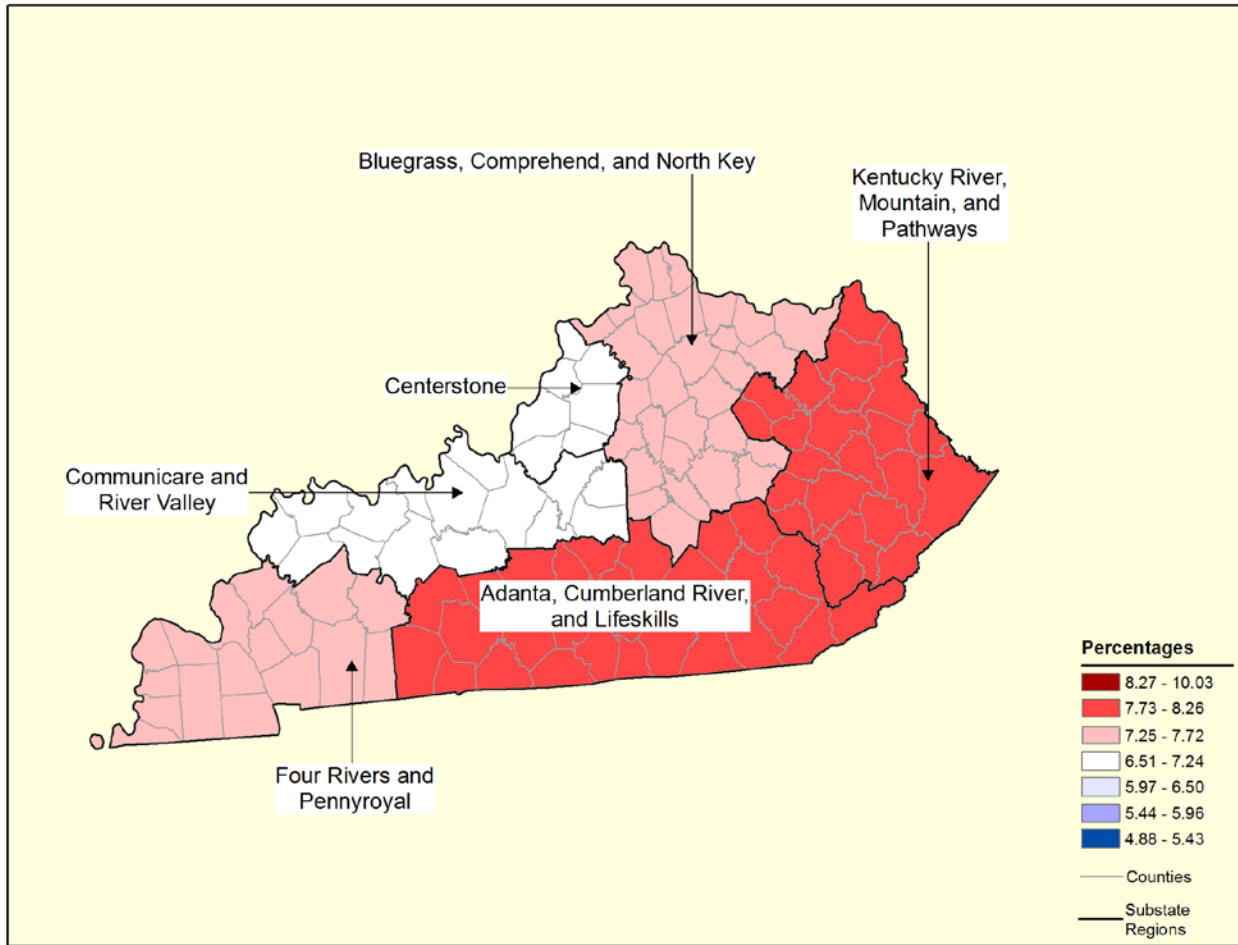 Bluegrass, Comprehend, and North Key
Kentucky River,
Mountain, and
Pathways
Centerstone
Communicare and
River Valley
Adanta, Cumberland River,
and Lifeskills
Four Rivers and
Pennyroyal
Percentages
8.27 - 10.03
7.73 - 8.26
7.25 - 7.72
6.51 - 7.24
5.97 - 6.50
5.44 - 5.96
4.88 - 5.43
Counties
Substate
Regions